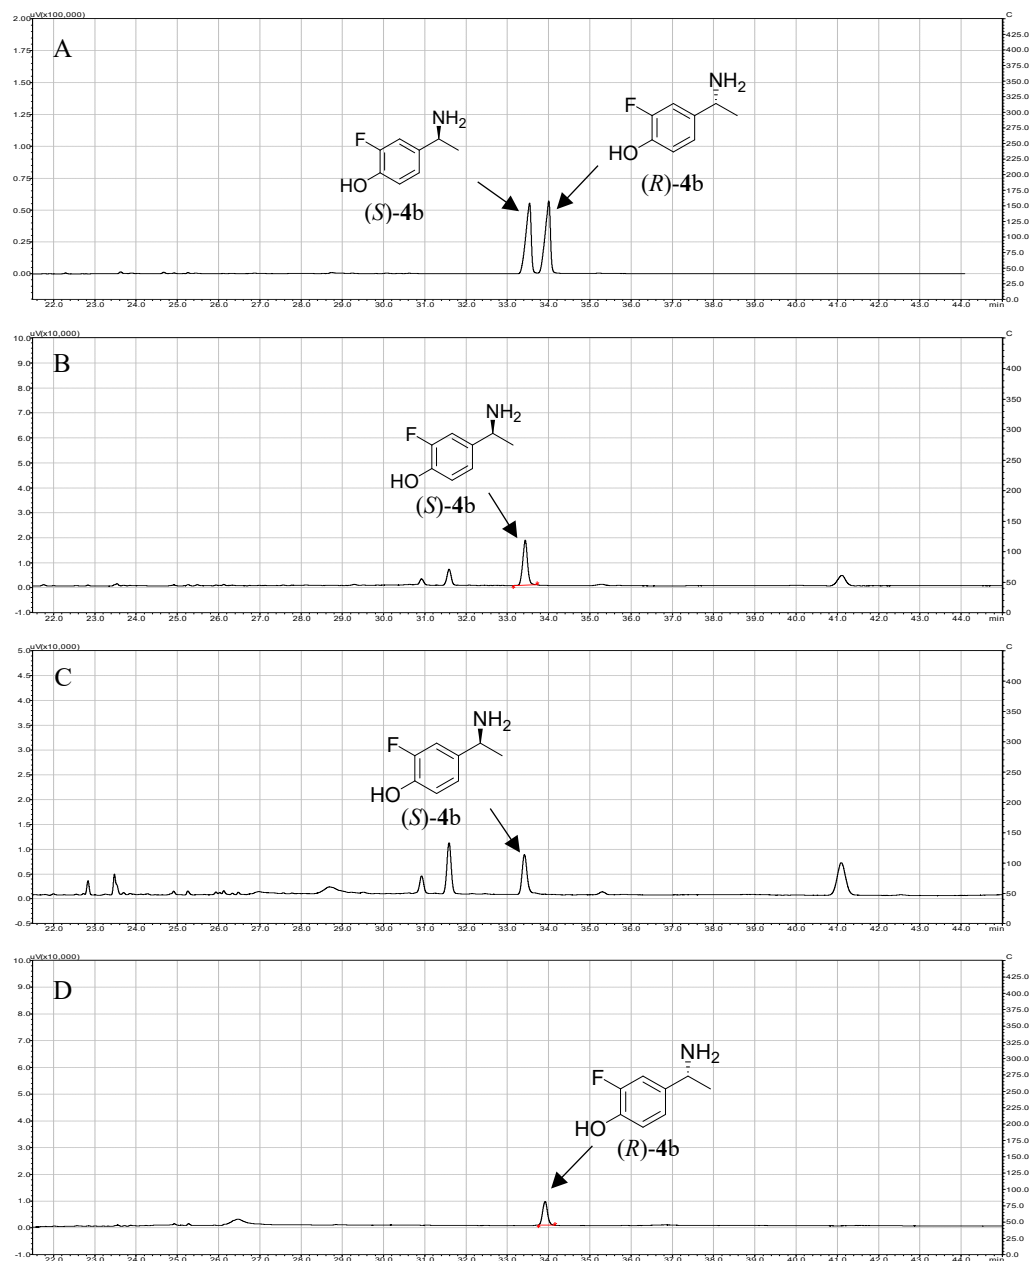 uV(x100,000)
C
2.00
1.75
1.50
1.25
1.00
0.75
0.50
0.25
0.00
A
NH2
F
HO
(S)-4b
NH2
F
HO
(R)-4b
425.0
400.0
375.0
350.0
325.0
300.0
275.0
250.0
225.0
200.0
175.0
150.0
125.0
100.0
75.0
50.0
25.0
0.0
22.0 23.0 24.0 25.0 26.0 27.0 28.0 29.0 30.0 31.0 32.0 33.0 34.0 35.0 36.0 37.0 38.0 39.0 40.0 41.0 42.0 43.0 44.0 min
uV(x10,000)
C
10.0
9.0
8.0
7.0
6.0
5.0
4.0
3.0
2.0
1.0
0.0
-1.0
B
NH2
F
HO
(S)-4b
400
350
300
250
200
150
100
50
0
22.0 23.0 24.0 25.0 26.0 27.0 28.0 29.0 30.0 31.0 32.0 33.0 34.0 35.0 36.0 37.0 38.0 39.0 40.0 41.0 42.0 43.0 44.0 min
uV(x10,000)
C
5.0
4.5
4.0
3.5
3.0
2.5
2.0
1.5
1.0
0.5
0.0
-0.5
C
NH2
F
HO
(S)-4b
400
350
300
250
200
150
100
50
0
22.0 23.0 24.0 25.0 26.0 27.0 28.0 29.0 30.0 31.0 32.0 33.0 34.0 35.0 36.0 37.0 38.0 39.0 40.0 41.0 42.0 43.0 44.0 min
uV(x10,000)
C
10.0
9.0
8.0
7.0
6.0
5.0
4.0
3.0
2.0
1.0
0.0
-1.0
D
NH2
F
HO
(R)-4b
425.0
400.0
375.0
350.0
325.0
300.0
275.0
250.0
225.0
200.0
175.0
150.0
125.0
100.0
75.0
50.0
25.0
0.0
22.0 23.0 24.0 25.0 26.0 27.0 28.0 29.0 30.0 31.0 32.0 33.0 34.0 35.0 36.0 37.0 38.0 39.0 40.0 41.0 42.0 43.0 44.0 min